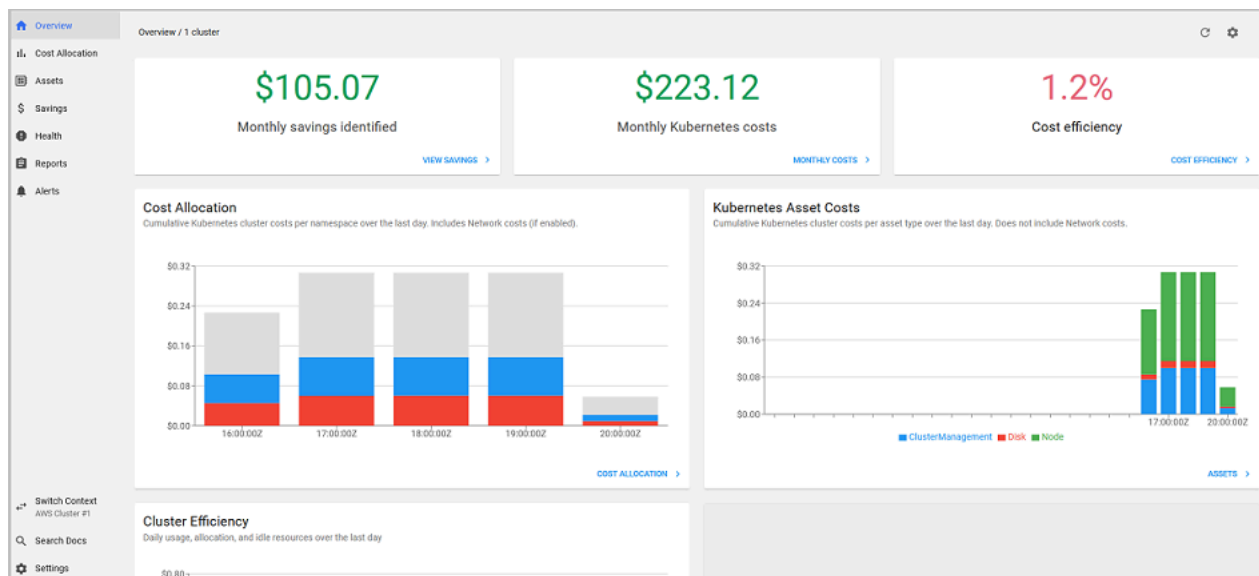 Overview
Cost Allocation
Assets
Savings
Health
Reports
Alerts
Switch Context
AWS Cluster #1
Search Docs
Settings
Overview / 1 cluster
$105.07
Monthly savings identified
VIEW SAVINGS
$223.12
Monthly Kubernetes costs
MONTHLY COSTS
1.2%
Cost efficiency
COST EFFICIENCY
Cost Allocation
Cumulative Kubernetes cluster costs per namespace over the last day. Includes Network costs (if enabled).
$0.32
$0.24
$0.16
$0.08
$0.00
16:00:00Z 17:00:00Z 18:00:00Z 19:00:00Z 20:00:00Z
COST ALLOCATION
Kubernetes Asset Costs
Cumulative Kubernetes cluster costs per asset type over the last day. Does not include Network costs.
$0.32
$0.24
$0.16
$0.08
$0.00
17:00:00Z 20:00:00Z
ClusterManagement Disk Node
ASSETS
Cluster Efficiency
Daily usage, allocation, and idle resources over the last day
$0.80